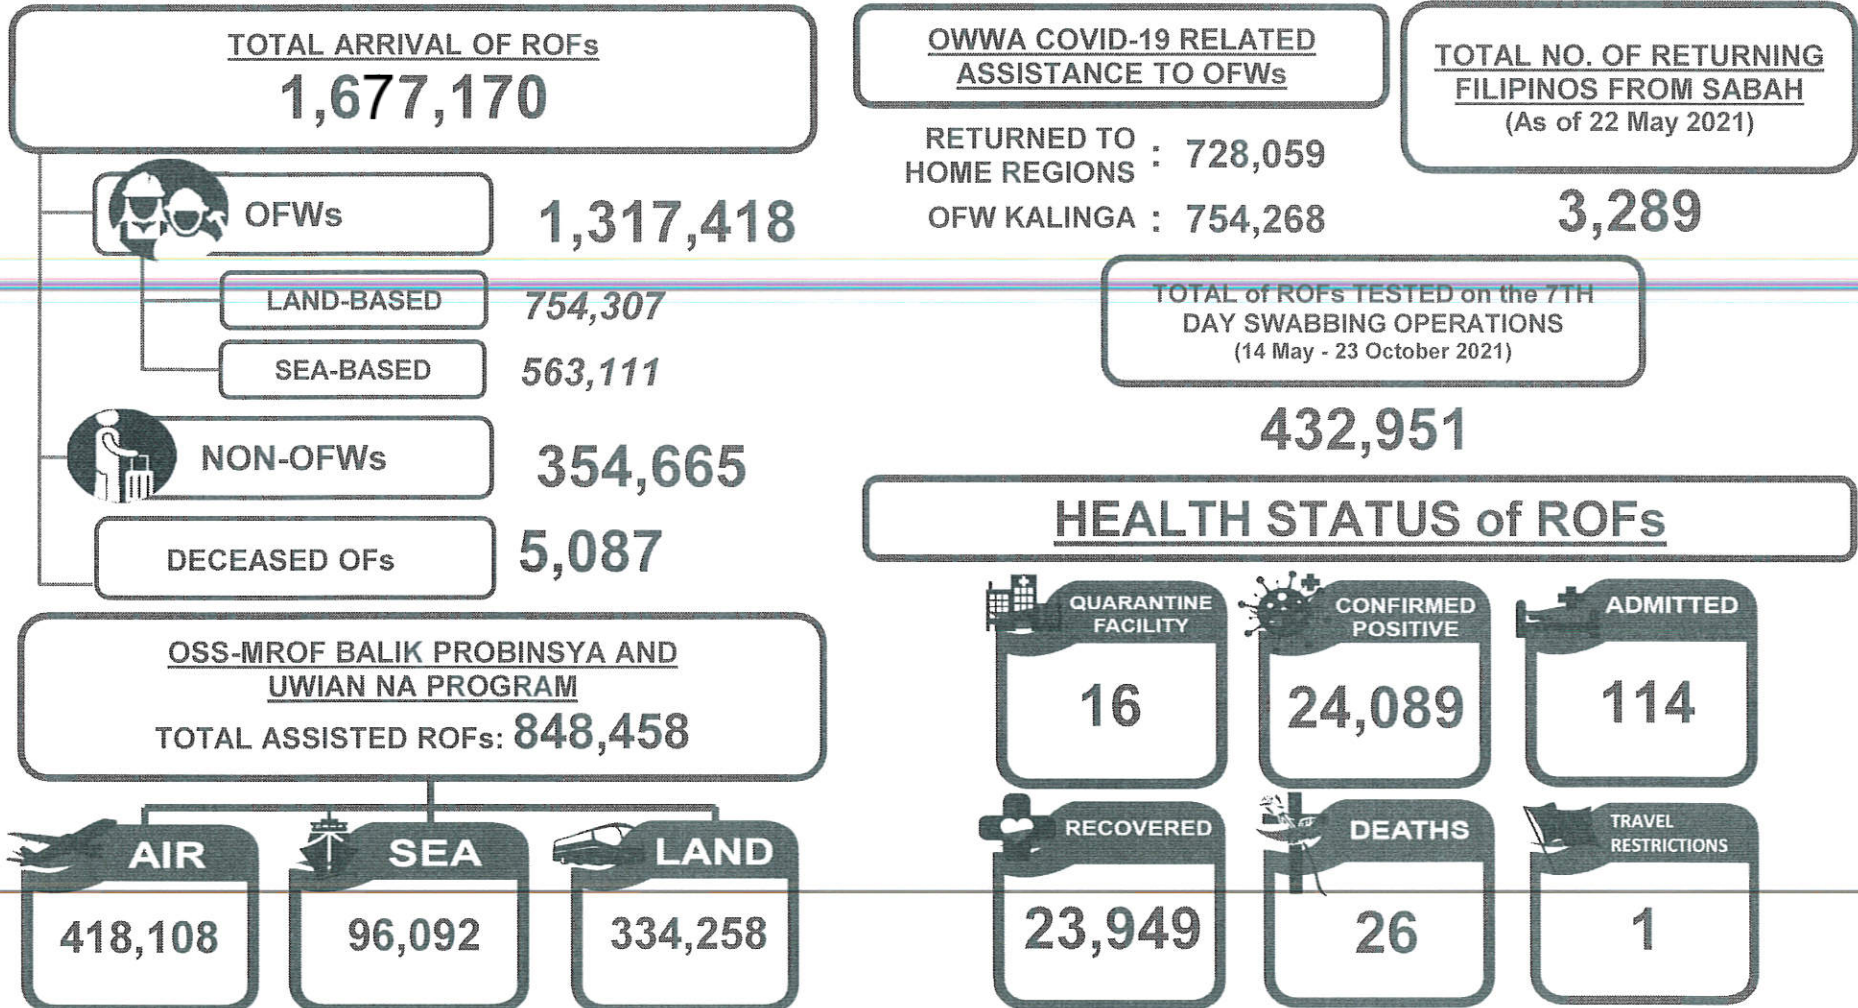 TOTAL ARRIVAL OF ROFs
1,677,170
OFWs
1,317,418
LAND-BASED
754,307
SEA-BASED
563,111
NON-OFWs
354,665
DECEASED OFs
5,087
OSS-MROF BALIK PROBINSYA AND
UWIAN NA PROGRAM
TOTAL ASSISTED ROFs: 848,458
AIR
418,108
SEA
96,092
LAND
334,258
OWWA COVID-19 RELATED
ASSISTANCE TO OFWs
RETURNED TO
HOME REGIONS : 728,059
OFW KALINGA : 754,268
TOTAL NO. OF RETURNING
FILIPINOS FROM SABAH
(As of 22 May 2021)
3,289
TOTAL of ROFs TESTED on the 7TH
DAY SWABBING OPERATIONS
(14 May - 23 October 2021)
432,951
HEALTH STATUS of ROFs
QUARANTINE
FACILITY
16
CONFIRMED
POSITIVE
24,089
ADMITTED
114
RECOVERED
23,949
DEATHS
26
TRAVEL
RESTRICTIONS
1